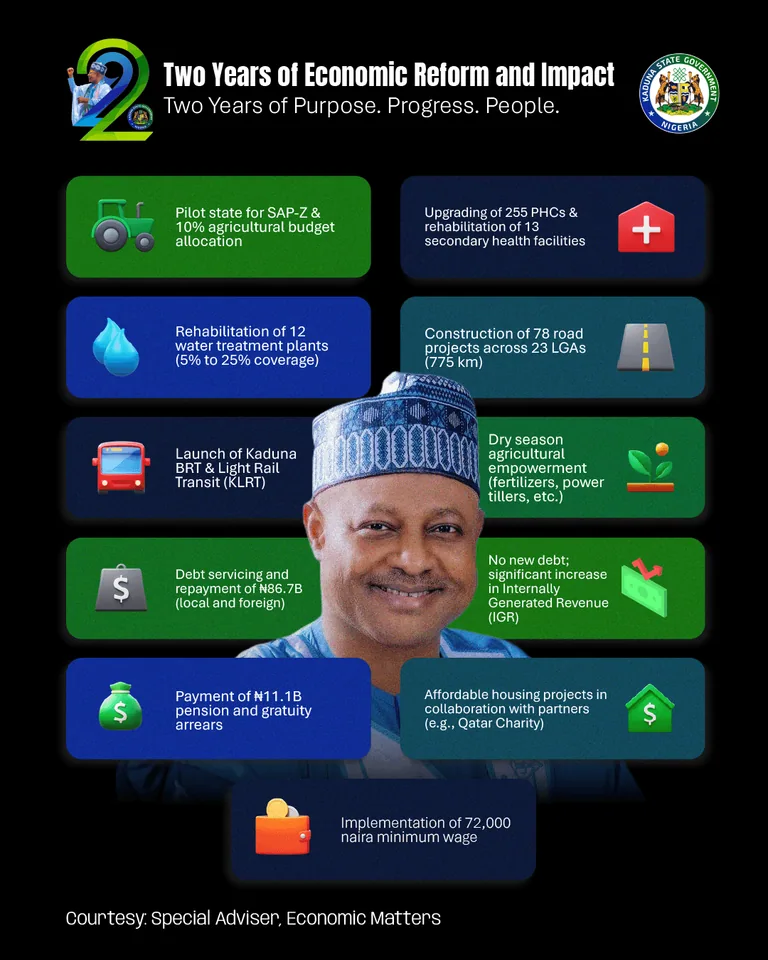 Two Years of Economic Reform and Impact
Two Years of Purpose. Progress. People.
KADUNA STATE GOVERNMENT
NIGERIA
Pilot state for SAP-Z &
10% agricultural budget
allocation
Upgrading of 255 PHCs &
rehabilitation of 13
secondary health facilities
Rehabilitation of 12
water treatment plants
(5% to 25% coverage)
Construction of 78 road
projects across 23 LGAs
(775 km)
Launch of Kaduna
BRT & Light Rail
Transit (KLRT)
Dry season
agricultural
empowerment
(fertilizers, power
tillers, etc.)
$
Debt servicing and
repayment of ₦86.7B
(local and foreign)
No new debt;
significant increase
in Internally
Generated Revenue
(IGR)
$
Payment of ₦11.1B
pension and gratuity
arrears
Affordable housing projects in
collaboration with partners
(e.g., Qatar Charity)
$
Implementation of 72,000
naira minimum wage
Courtesy: Special Adviser, Economic Matters